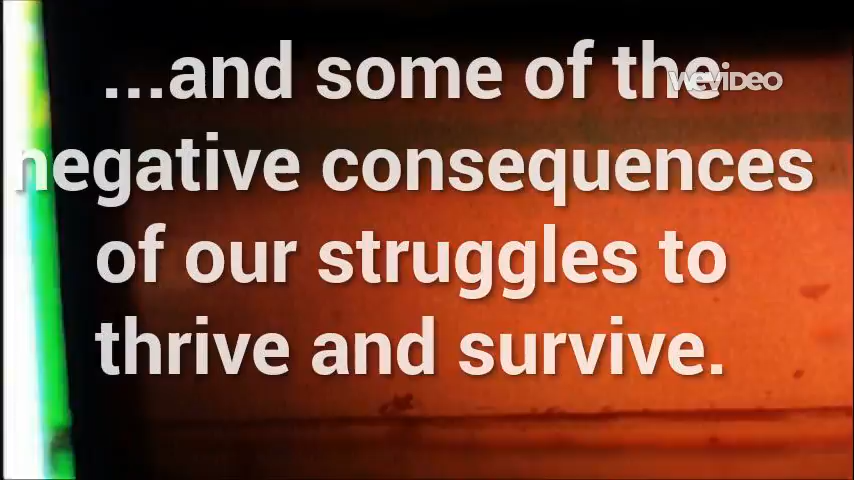 ...and some of the
WeVideo
negative consequences
of our struggles to
thrive and survive.